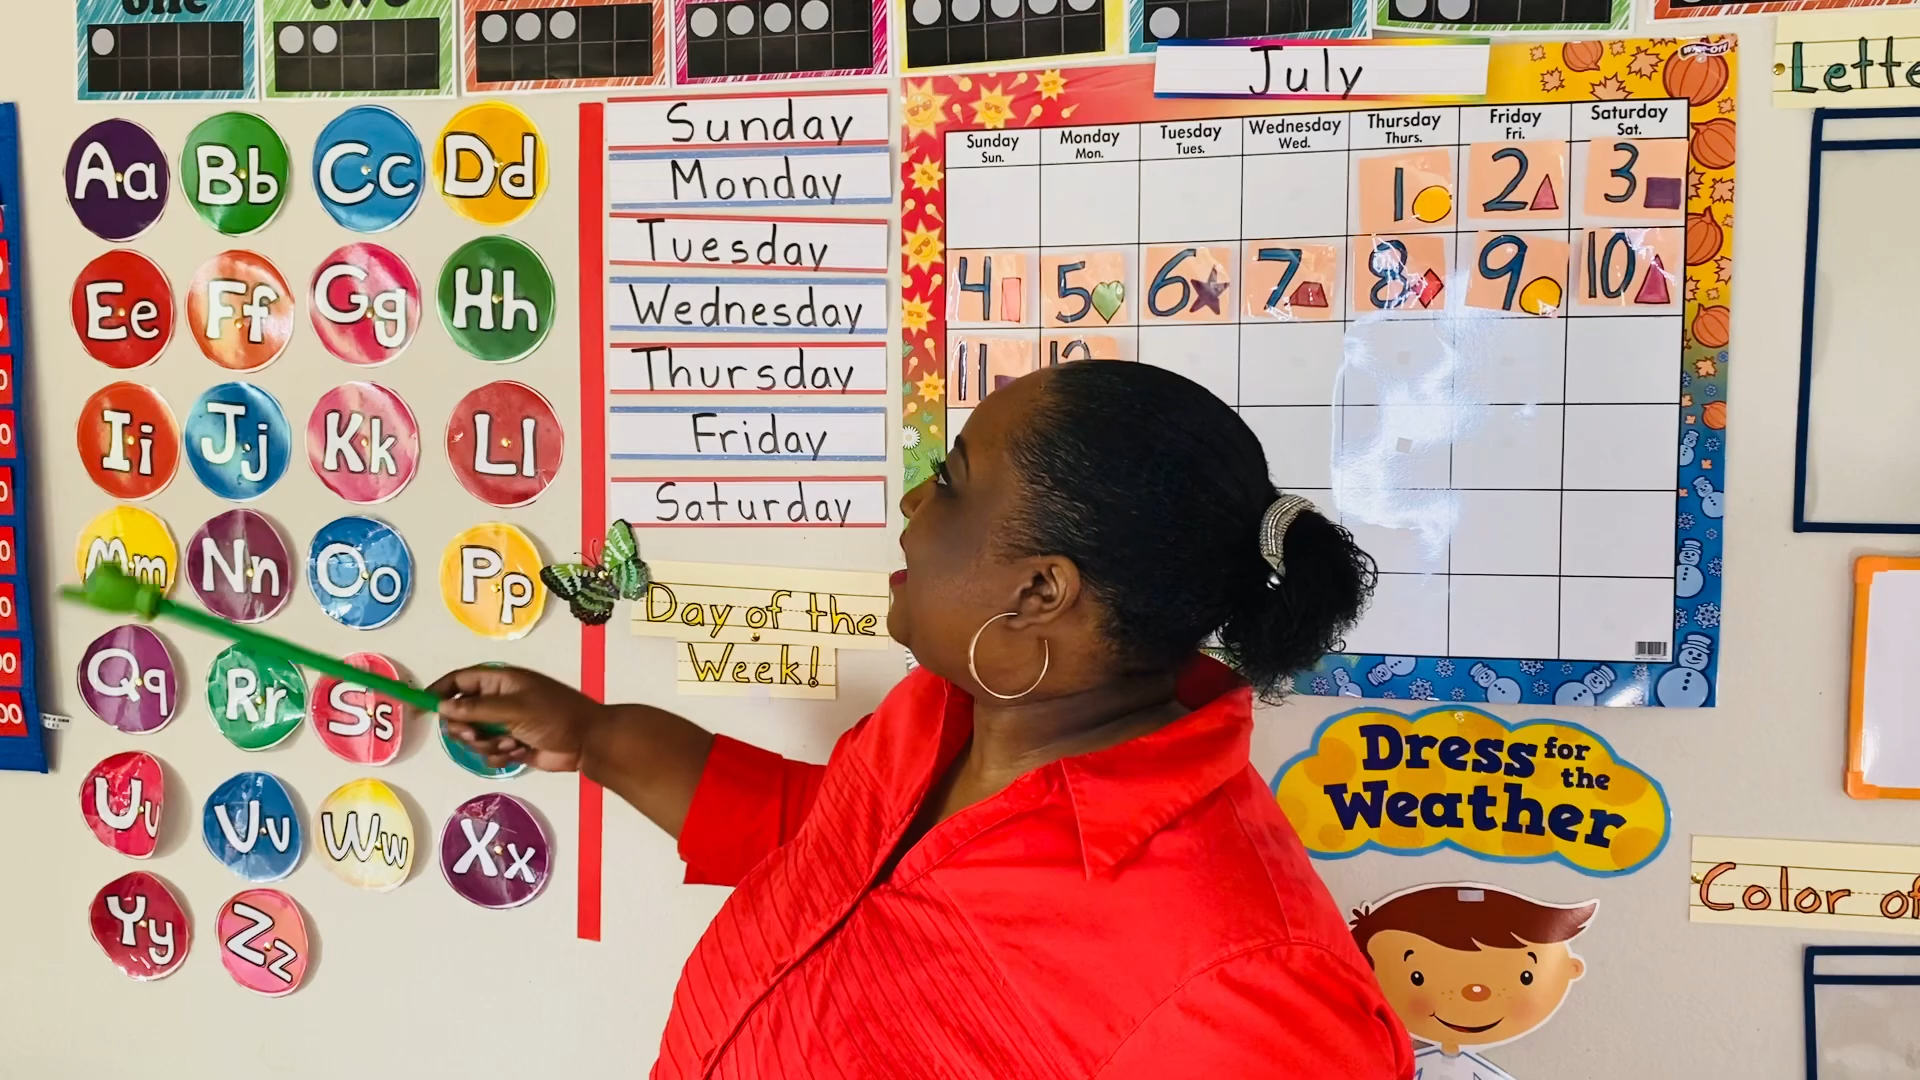 one
two
Aa Bb Cc Dd
Ee Ff Gg Hh
Ii Jj Kk Ll
Mm Nn Oo Pp
Qq Rr Ss
Uu Vv Ww Xx
Yy Zz
Sunday
Monday
Tuesday
Wednesday
Thursday
Friday
Saturday
Day of the
Week!
July
Sunday Monday Tuesday Wednesday Thursday Friday Saturday
Sun. Mon. Tues. Wed. Thurs. Fri. Sat.
1 2 3
4 5 6 7 8 9 10
11 12
Dress for
the
Weather
Lette
Color of